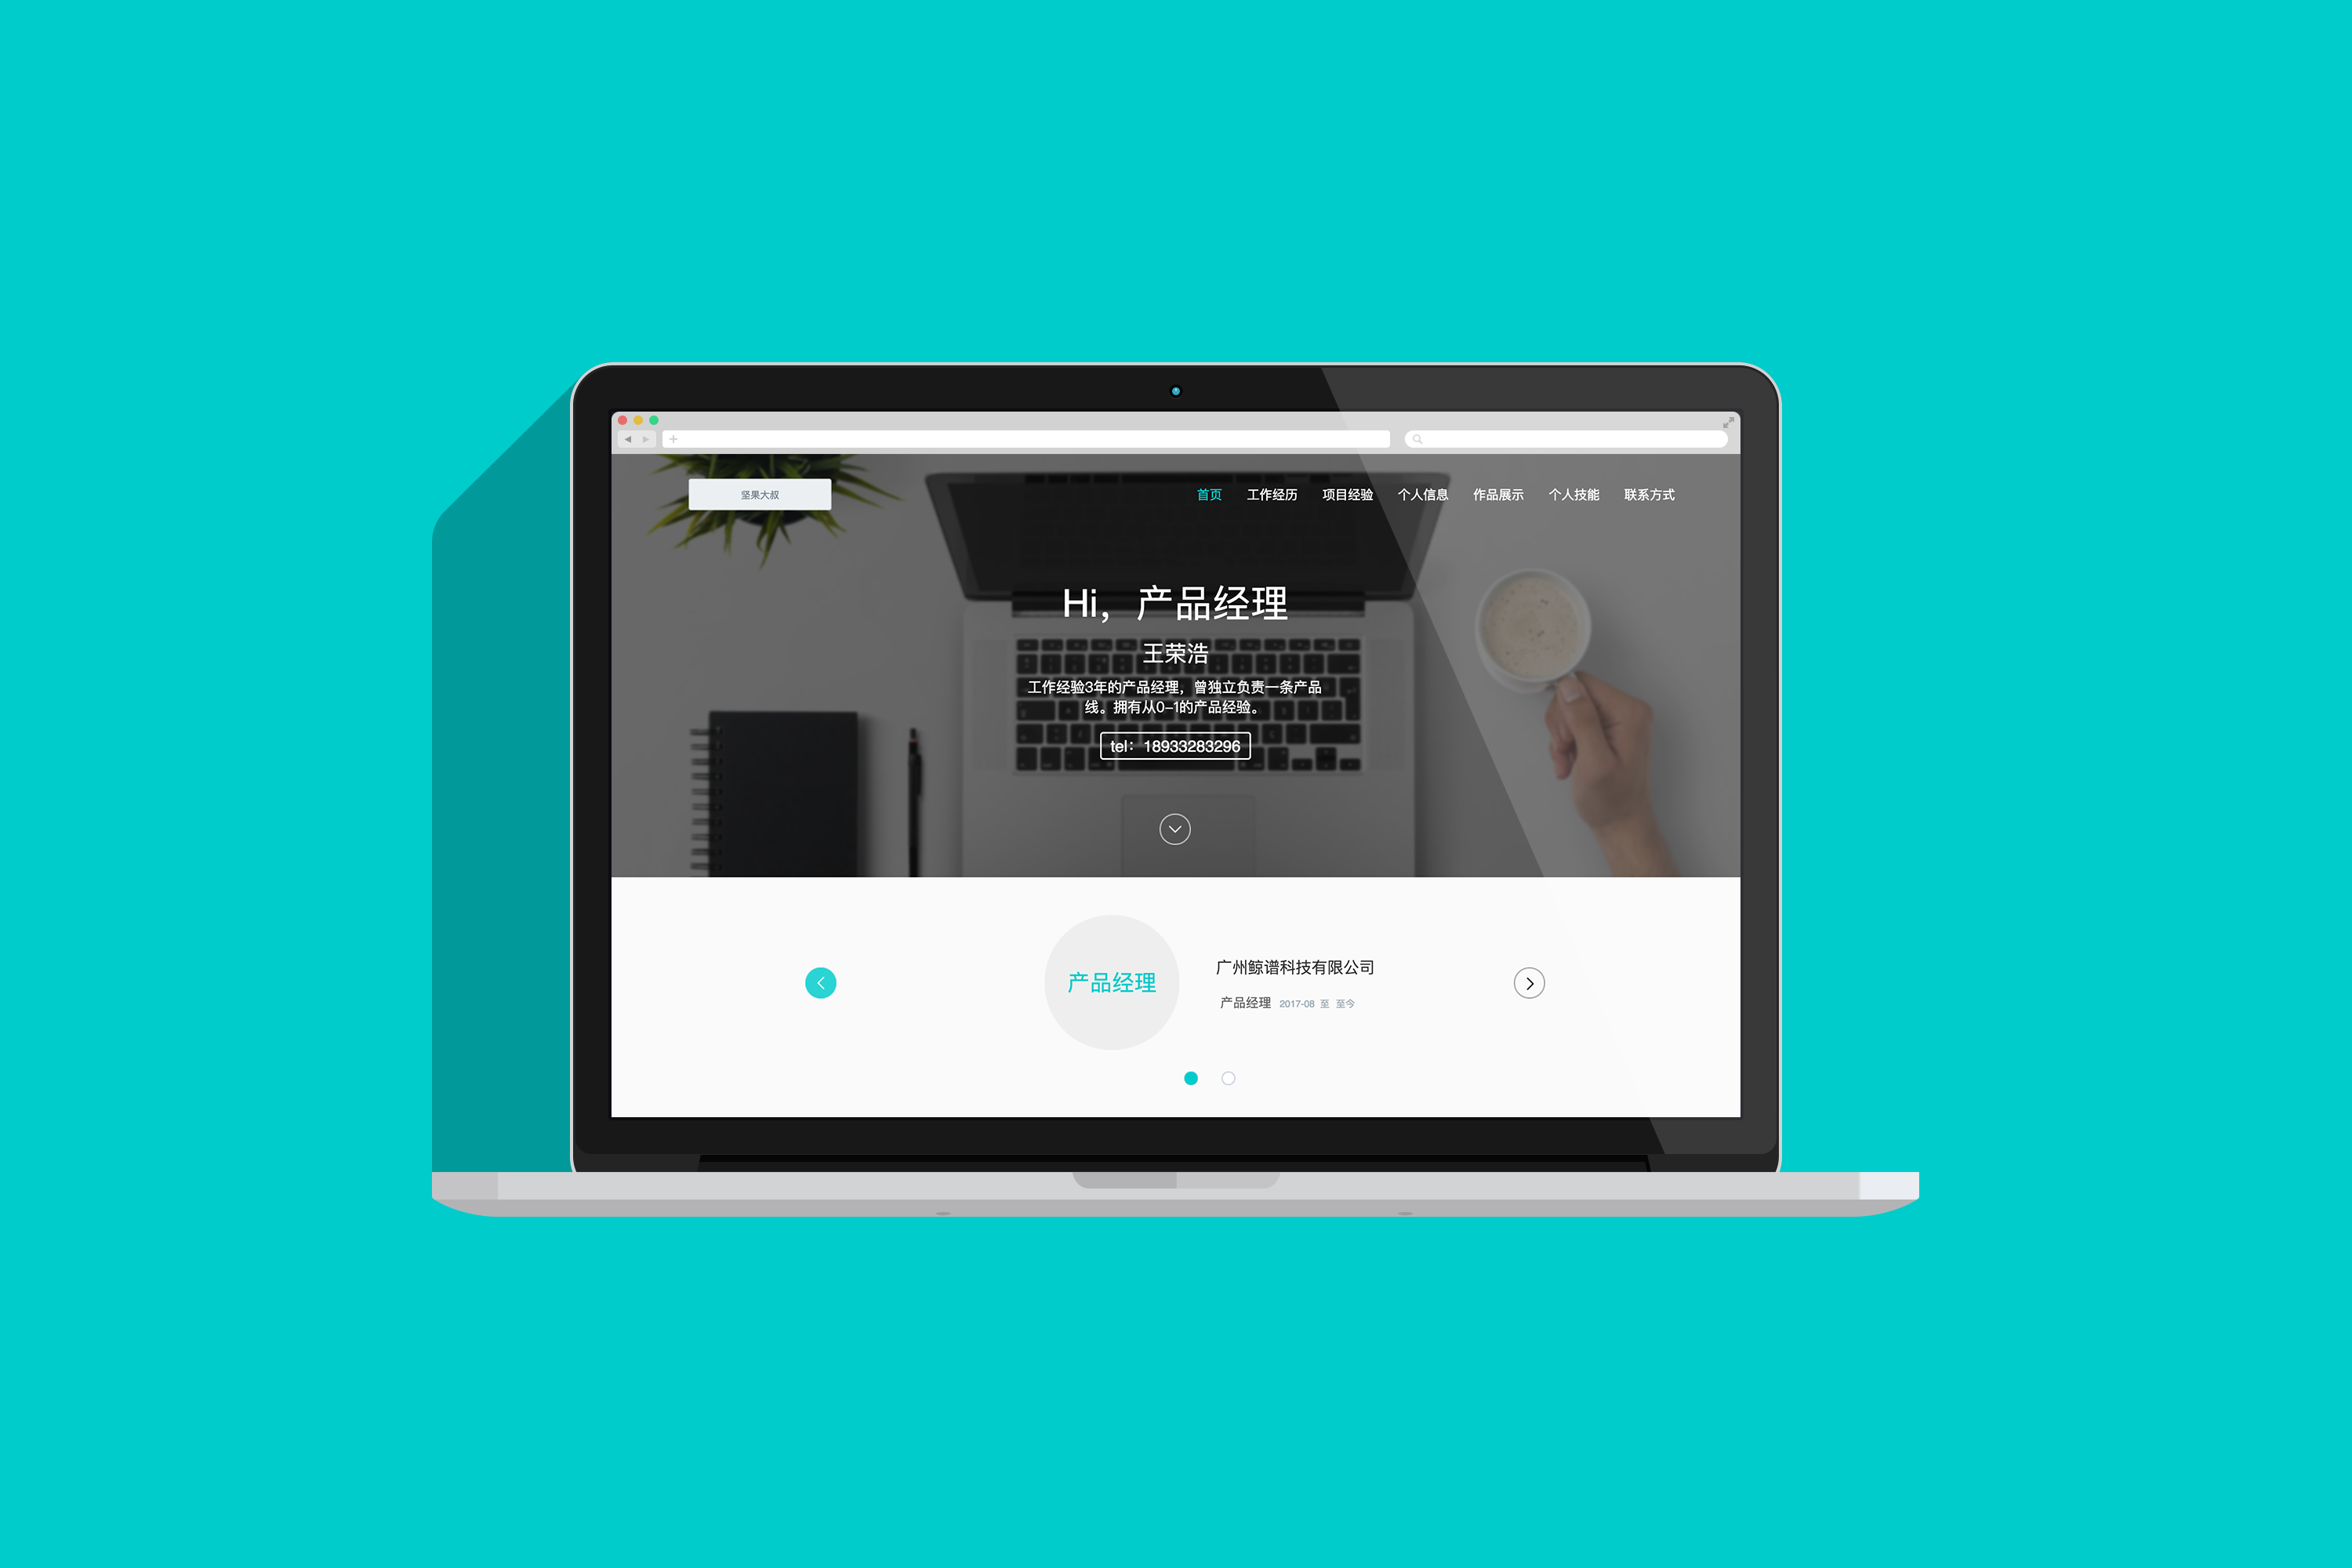 坚果大叔
首页 工作经历 项目经验 个人信息 作品展示 个人技能 联系方式
Hi，产品经理
王荣浩
工作经验3年的产品经理，曾独立负责一条产品
线。拥有从0-1的产品经验。
tel：18933283296
产品经理
广州鲸谱科技有限公司
产品经理 2017-08 至 至今